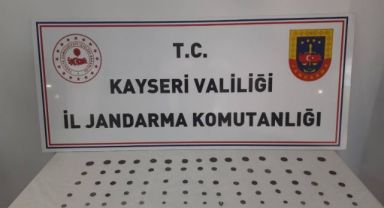 T.C.
KAYSERİ VALİLİĞİ
İL JANDARMA KOMUTANLIĞI